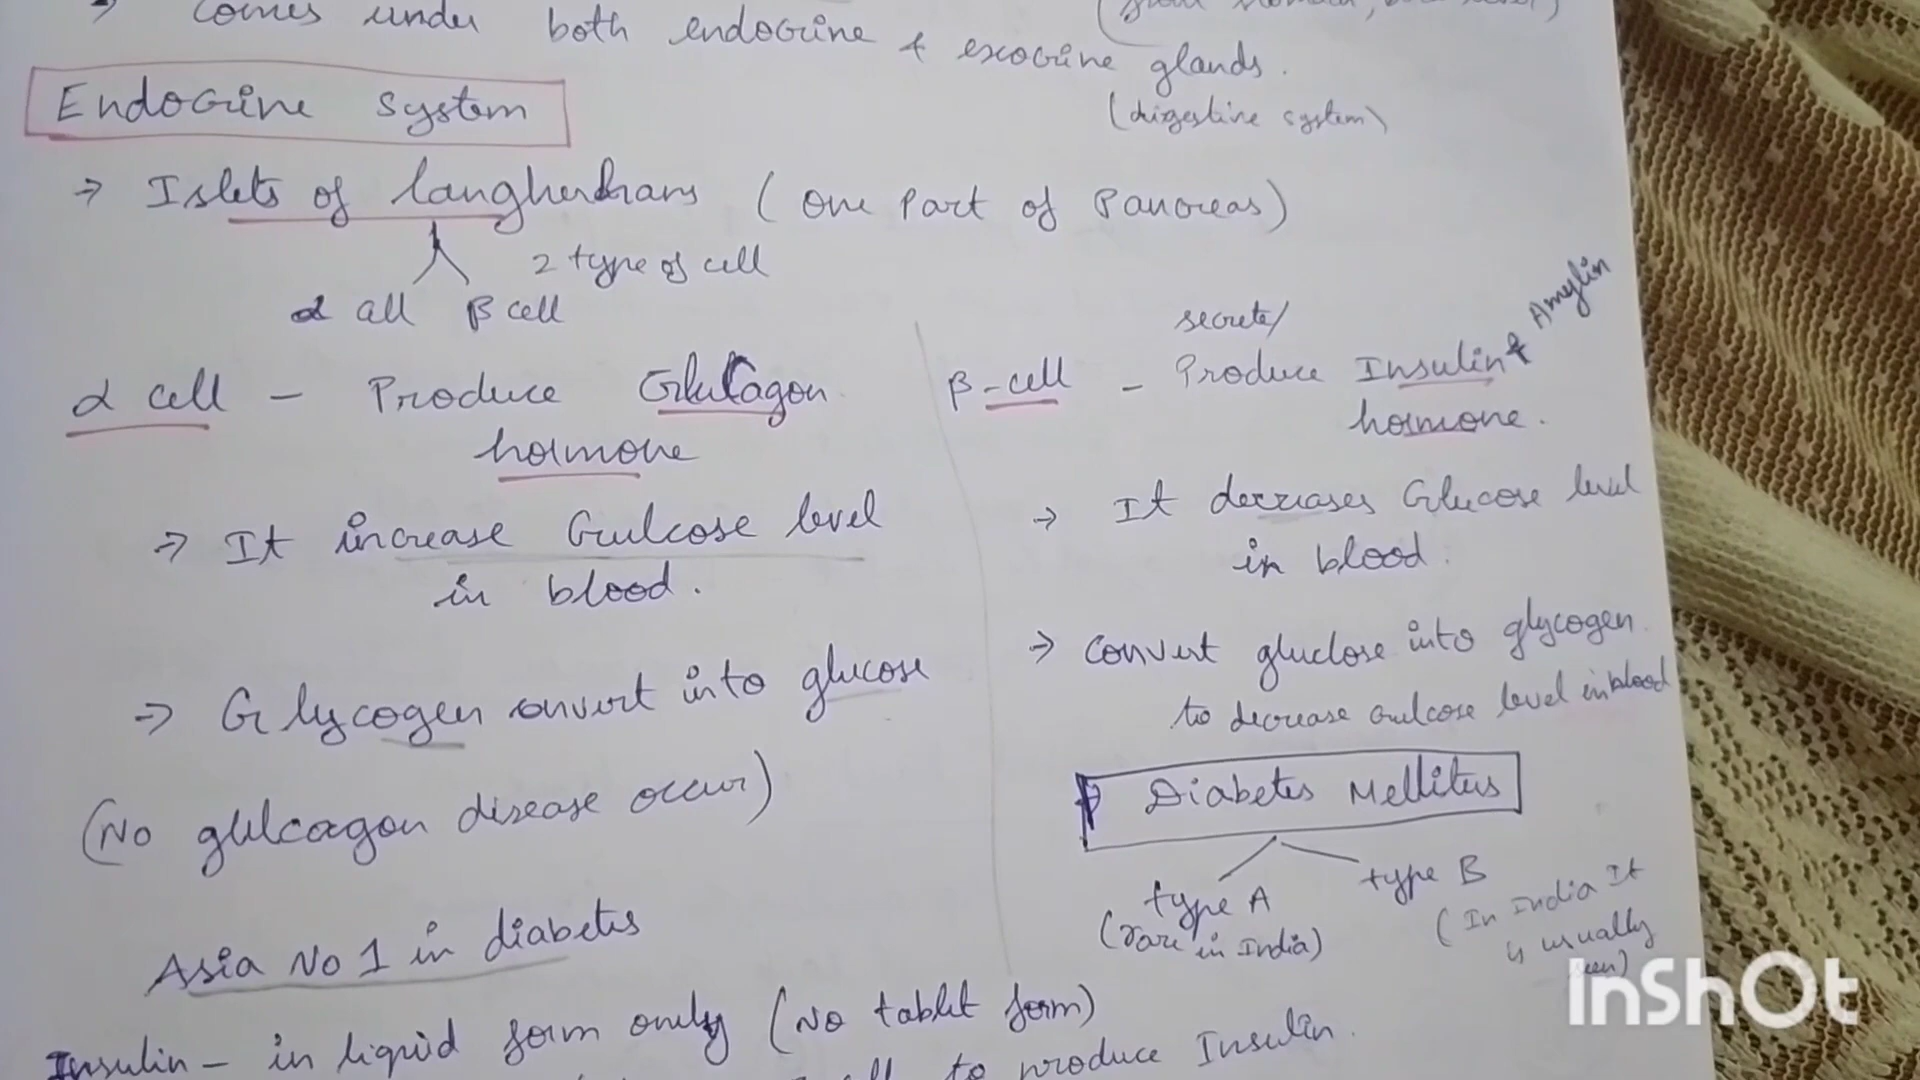 → Comes under both endocrine & exocrine glands.
(digestive system)
Endocrine system
→ Islets of langherhans (One Part of Pancreas)
2 type of cell
α cell β cell
α cell - Produce Glucagon
hormone
→ It increase Gulcose level
in blood.
→ Glycogen convert into glucose
(No glulcagon disease occur)
Asia No 1 in diabetes
secrete/
β-cell - Produce Insulin & Amylin
hormone.
→ It decreases Glucose level
in blood.
→ Convert gluclose into glycogen
to decrease Gulcose level in blood
Diabetes Mellitus
type A type B
(rare in India)
(In India It
is usually
seen)
Insulin - in liquid form only (No tablet form)
to produce Insulin.
InShOt